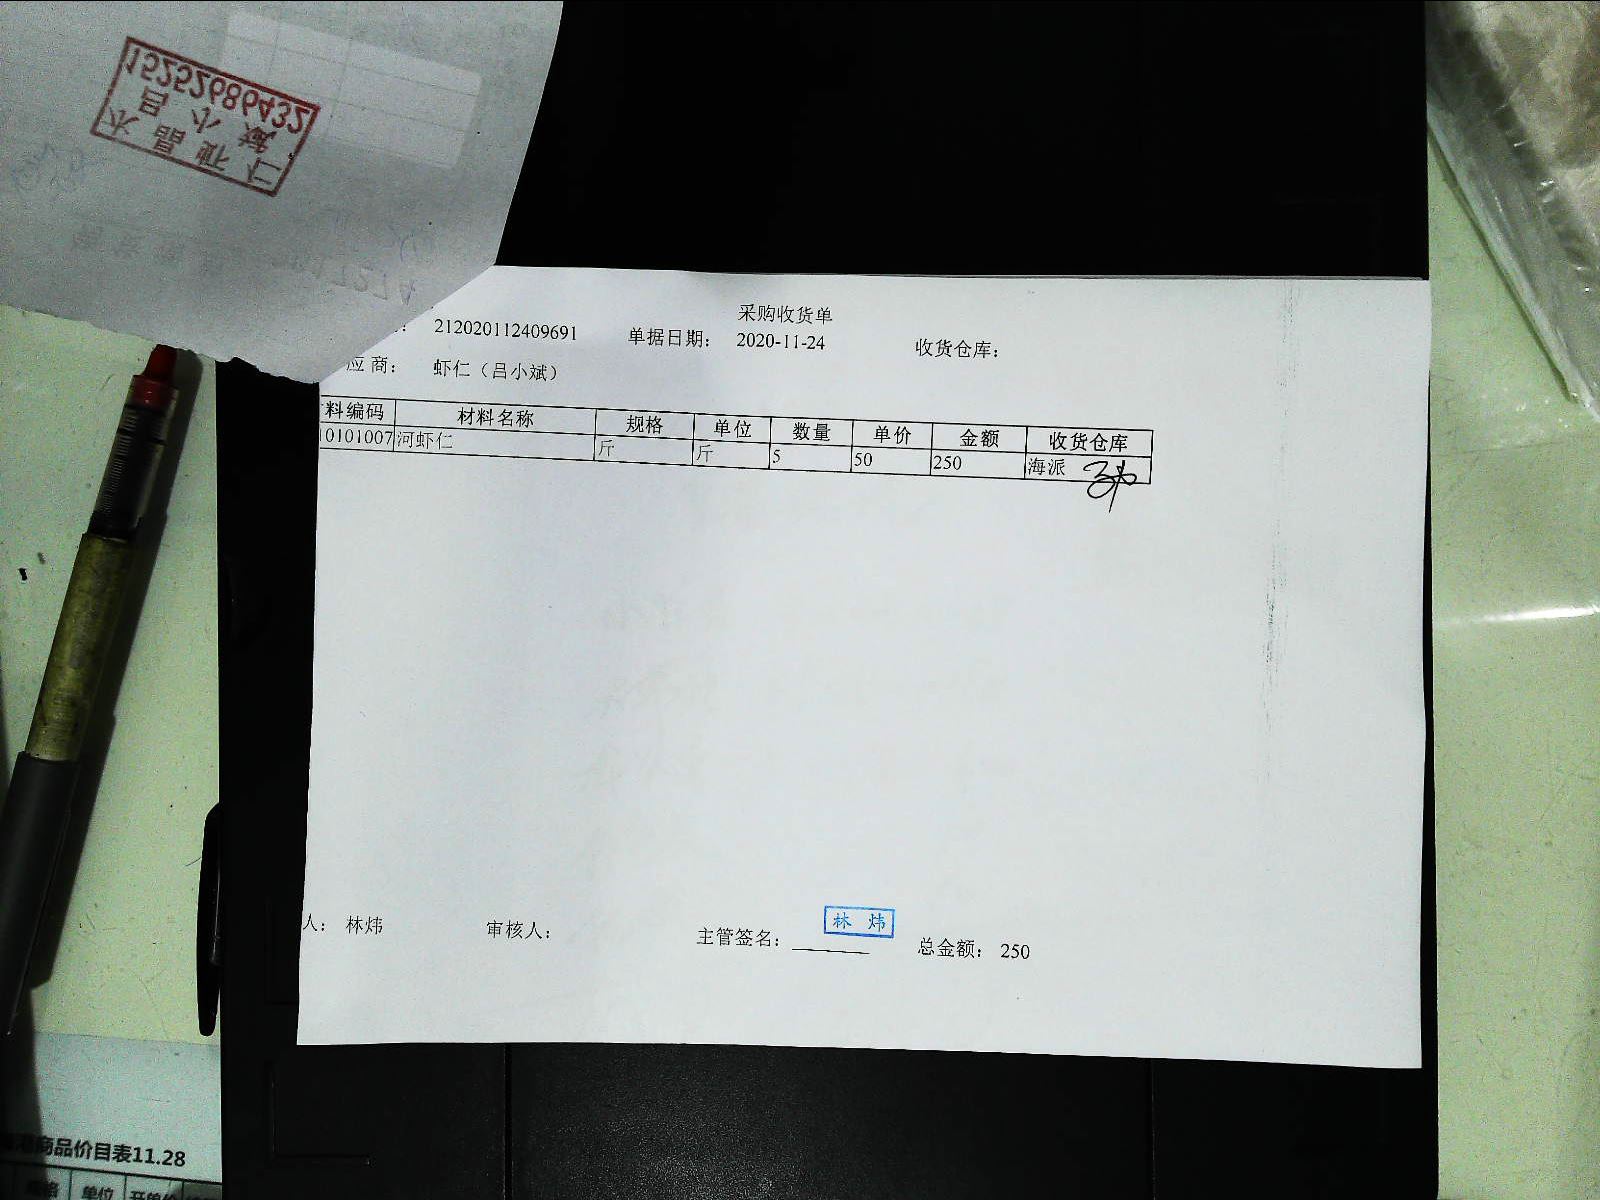 15252686432
采购收货单
212020112409691 单据日期： 2020-11-24 收货仓库：
应商： 虾仁（吕小斌）
料编码 材料名称 规格 单位 数量 单价 金额 收货仓库
10101007 河虾仁 斤 斤 5 50 250 海派
人： 林炜 审核人： 主管签名： 林 炜 总金额： 250
商品价目表11.28
单位